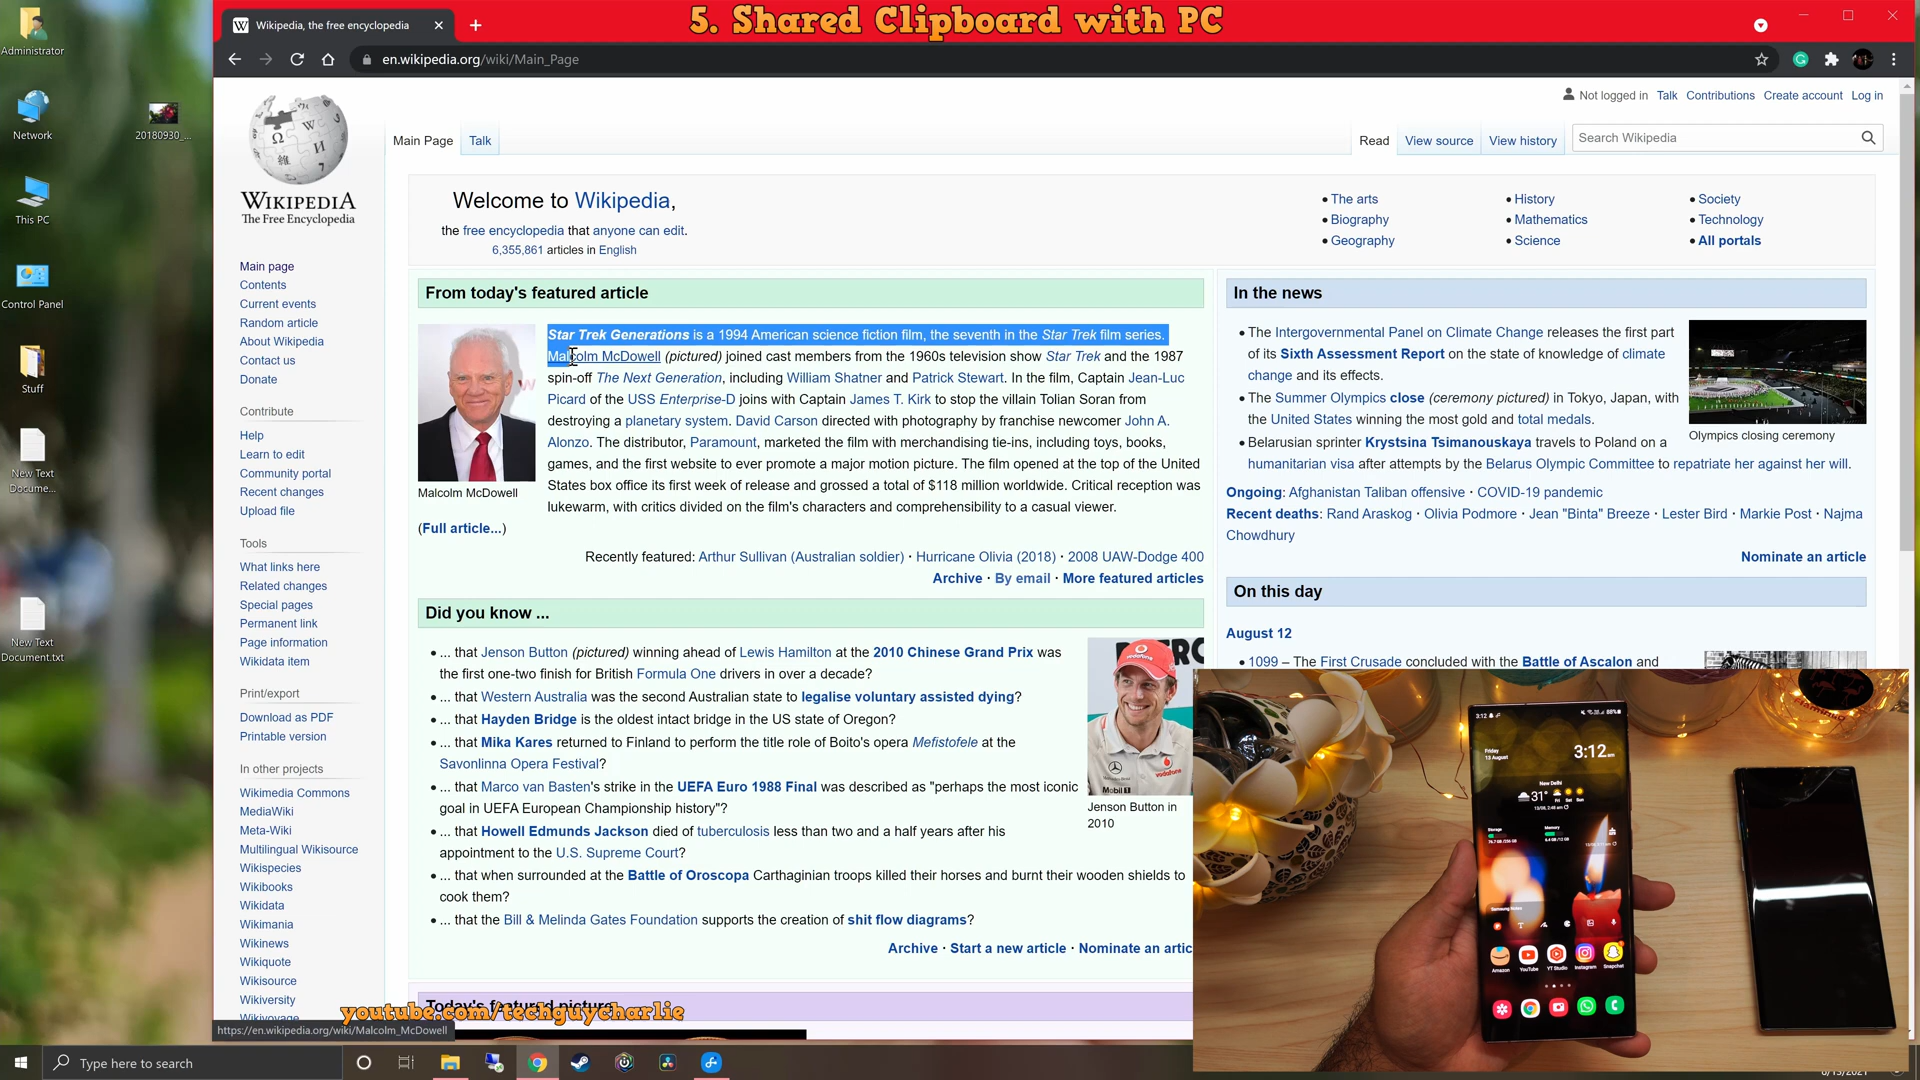 5. Shared Clipboard with PC
Wikipedia, the free encyclopedia
en.wikipedia.org/wiki/Main_Page
Administrator
Network
20180930_...
This PC
Control Panel
Stuff
New Text
Docume...
New Text
Document.txt
WIKIPEDIA
The Free Encyclopedia
Not logged in Talk Contributions Create account Log in
Main Page Talk
Read View source View history
Search Wikipedia
Main page
Contents
Current events
Random article
About Wikipedia
Contact us
Donate
Contribute
Help
Learn to edit
Community portal
Recent changes
Upload file
Tools
What links here
Related changes
Special pages
Permanent link
Page information
Wikidata item
Print/export
Download as PDF
Printable version
In other projects
Wikimedia Commons
MediaWiki
Meta-Wiki
Multilingual Wikisource
Wikispecies
Wikibooks
Wikidata
Wikimania
Wikinews
Wikiquote
Wikisource
Wikiversity
Wikivoyage
Welcome to Wikipedia,
the free encyclopedia that anyone can edit.
6,355,861 articles in English
The arts
Biography
Geography
History
Mathematics
Science
Society
Technology
All portals
From today's featured article
Star Trek Generations is a 1994 American science fiction film, the seventh in the Star Trek film series.
Malcolm McDowell (pictured) joined cast members from the 1960s television show Star Trek and the 1987
spin-off The Next Generation, including William Shatner and Patrick Stewart. In the film, Captain Jean-Luc
Picard of the USS Enterprise-D joins with Captain James T. Kirk to stop the villain Tolian Soran from
destroying a planetary system. David Carson directed with photography by franchise newcomer John A.
Alonzo. The distributor, Paramount, marketed the film with merchandising tie-ins, including toys, books,
games, and the first website to ever promote a major motion picture. The film opened at the top of the United
States box office its first week of release and grossed a total of $118 million worldwide. Critical reception was
lukewarm, with critics divided on the film's characters and comprehensibility to a casual viewer.
Malcolm McDowell
(Full article...)
Recently featured: Arthur Sullivan (Australian soldier) · Hurricane Olivia (2018) · 2008 UAW-Dodge 400
Archive · By email · More featured articles
Did you know ...
... that Jenson Button (pictured) winning ahead of Lewis Hamilton at the 2010 Chinese Grand Prix was
the first one-two finish for British Formula One drivers in over a decade?
... that Western Australia was the second Australian state to legalise voluntary assisted dying?
... that Hayden Bridge is the oldest intact bridge in the US state of Oregon?
... that Mika Kares returned to Finland to perform the title role of Boito's opera Mefistofele at the
Savonlinna Opera Festival?
... that Marco van Basten's strike in the UEFA Euro 1988 Final was described as "perhaps the most iconic
goal in UEFA European Championship history"?
... that Howell Edmunds Jackson died of tuberculosis less than two and a half years after his
appointment to the U.S. Supreme Court?
... that when surrounded at the Battle of Oroscopa Carthaginian troops killed their horses and burnt their wooden shields to
cook them?
... that the Bill & Melinda Gates Foundation supports the creation of shit flow diagrams?
Jenson Button in
2010
vodafone
Mobil
Archive · Start a new article · Nominate an artic
Today's featured picture
In the news
The Intergovernmental Panel on Climate Change releases the first part
of its Sixth Assessment Report on the state of knowledge of climate
change and its effects.
The Summer Olympics close (ceremony pictured) in Tokyo, Japan, with
the United States winning the most gold and total medals.
Belarusian sprinter Krystsina Tsimanouskaya travels to Poland on a
humanitarian visa after attempts by the Belarus Olympic Committee to repatriate her against her will.
Olympics closing ceremony
Ongoing: Afghanistan Taliban offensive · COVID-19 pandemic
Recent deaths: Rand Araskog · Olivia Podmore · Jean "Binta" Breeze · Lester Bird · Markie Post · Najma
Chowdhury
Nominate an article
On this day
August 12
1099 – The First Crusade concluded with the Battle of Ascalon and
3:12
Friday
13 August
3:12
New Delhi
31°
Storage
Memory
Samsung Notes
Amazon
YouTube
YT Studio
Instagram
Snapchat
youtube.com/techguycharlie
https://en.wikipedia.org/wiki/Malcolm_McDowell
Type here to search